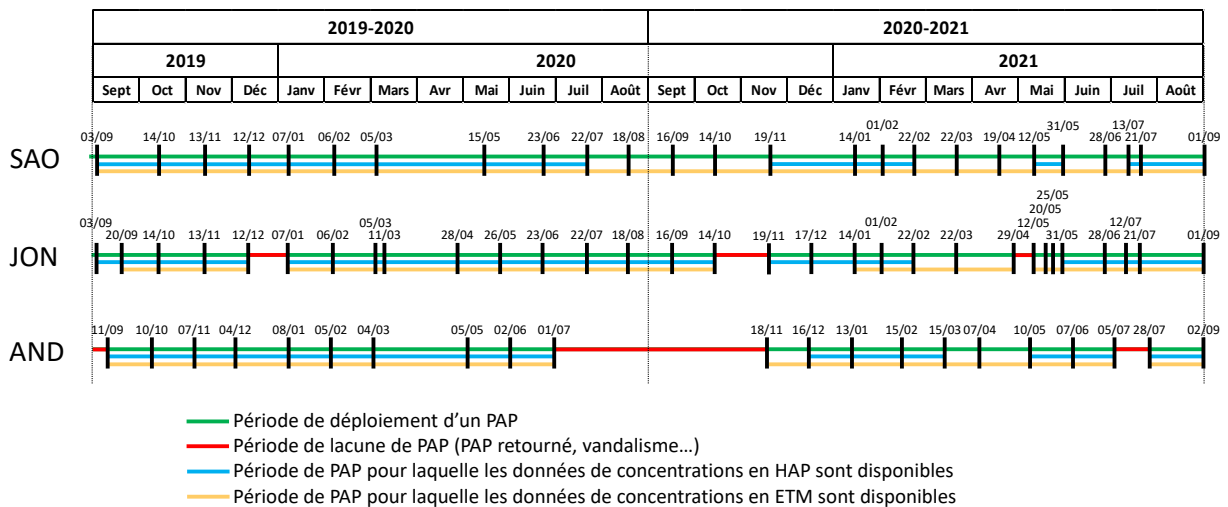 2019-2020 2020-2021
2019 2020 2021
Sept Oct Nov Déc Janv Févr Mars Avr Mai Juin Juil Août Sept Oct Nov Déc Janv Févr Mars Avr Mai Juin Juil Août
01/02 31/05 13/07
03/09 14/10 13/11 12/12 07/01 06/02 05/03 15/05 23/06 22/07 18/08 16/09 14/10 19/11 14/01 22/02 22/03 19/04 12/05 28/06 21/07 01/09
SAO
25/05
20/05
03/09 05/03 01/02 12/05 12/07
20/09 14/10 13/11 12/12 07/01 06/02 11/03 28/04 26/05 23/06 22/07 18/08 16/09 14/10 19/11 17/12 14/01 22/02 22/03 29/04 31/05 28/06 21/07 01/09
JON
11/09 10/10 07/11 04/12 08/01 05/02 04/03 05/05 02/06 01/07 18/11 16/12 13/01 15/02 15/03 07/04 10/05 07/06 05/07 28/07 02/09
AND
Période de déploiement d'un PAP
Période de lacune de PAP (PAP retourné, vandalisme…)
Période de PAP pour laquelle les données de concentrations en HAP sont disponibles
Période de PAP pour laquelle les données de concentrations en ETM sont disponibles